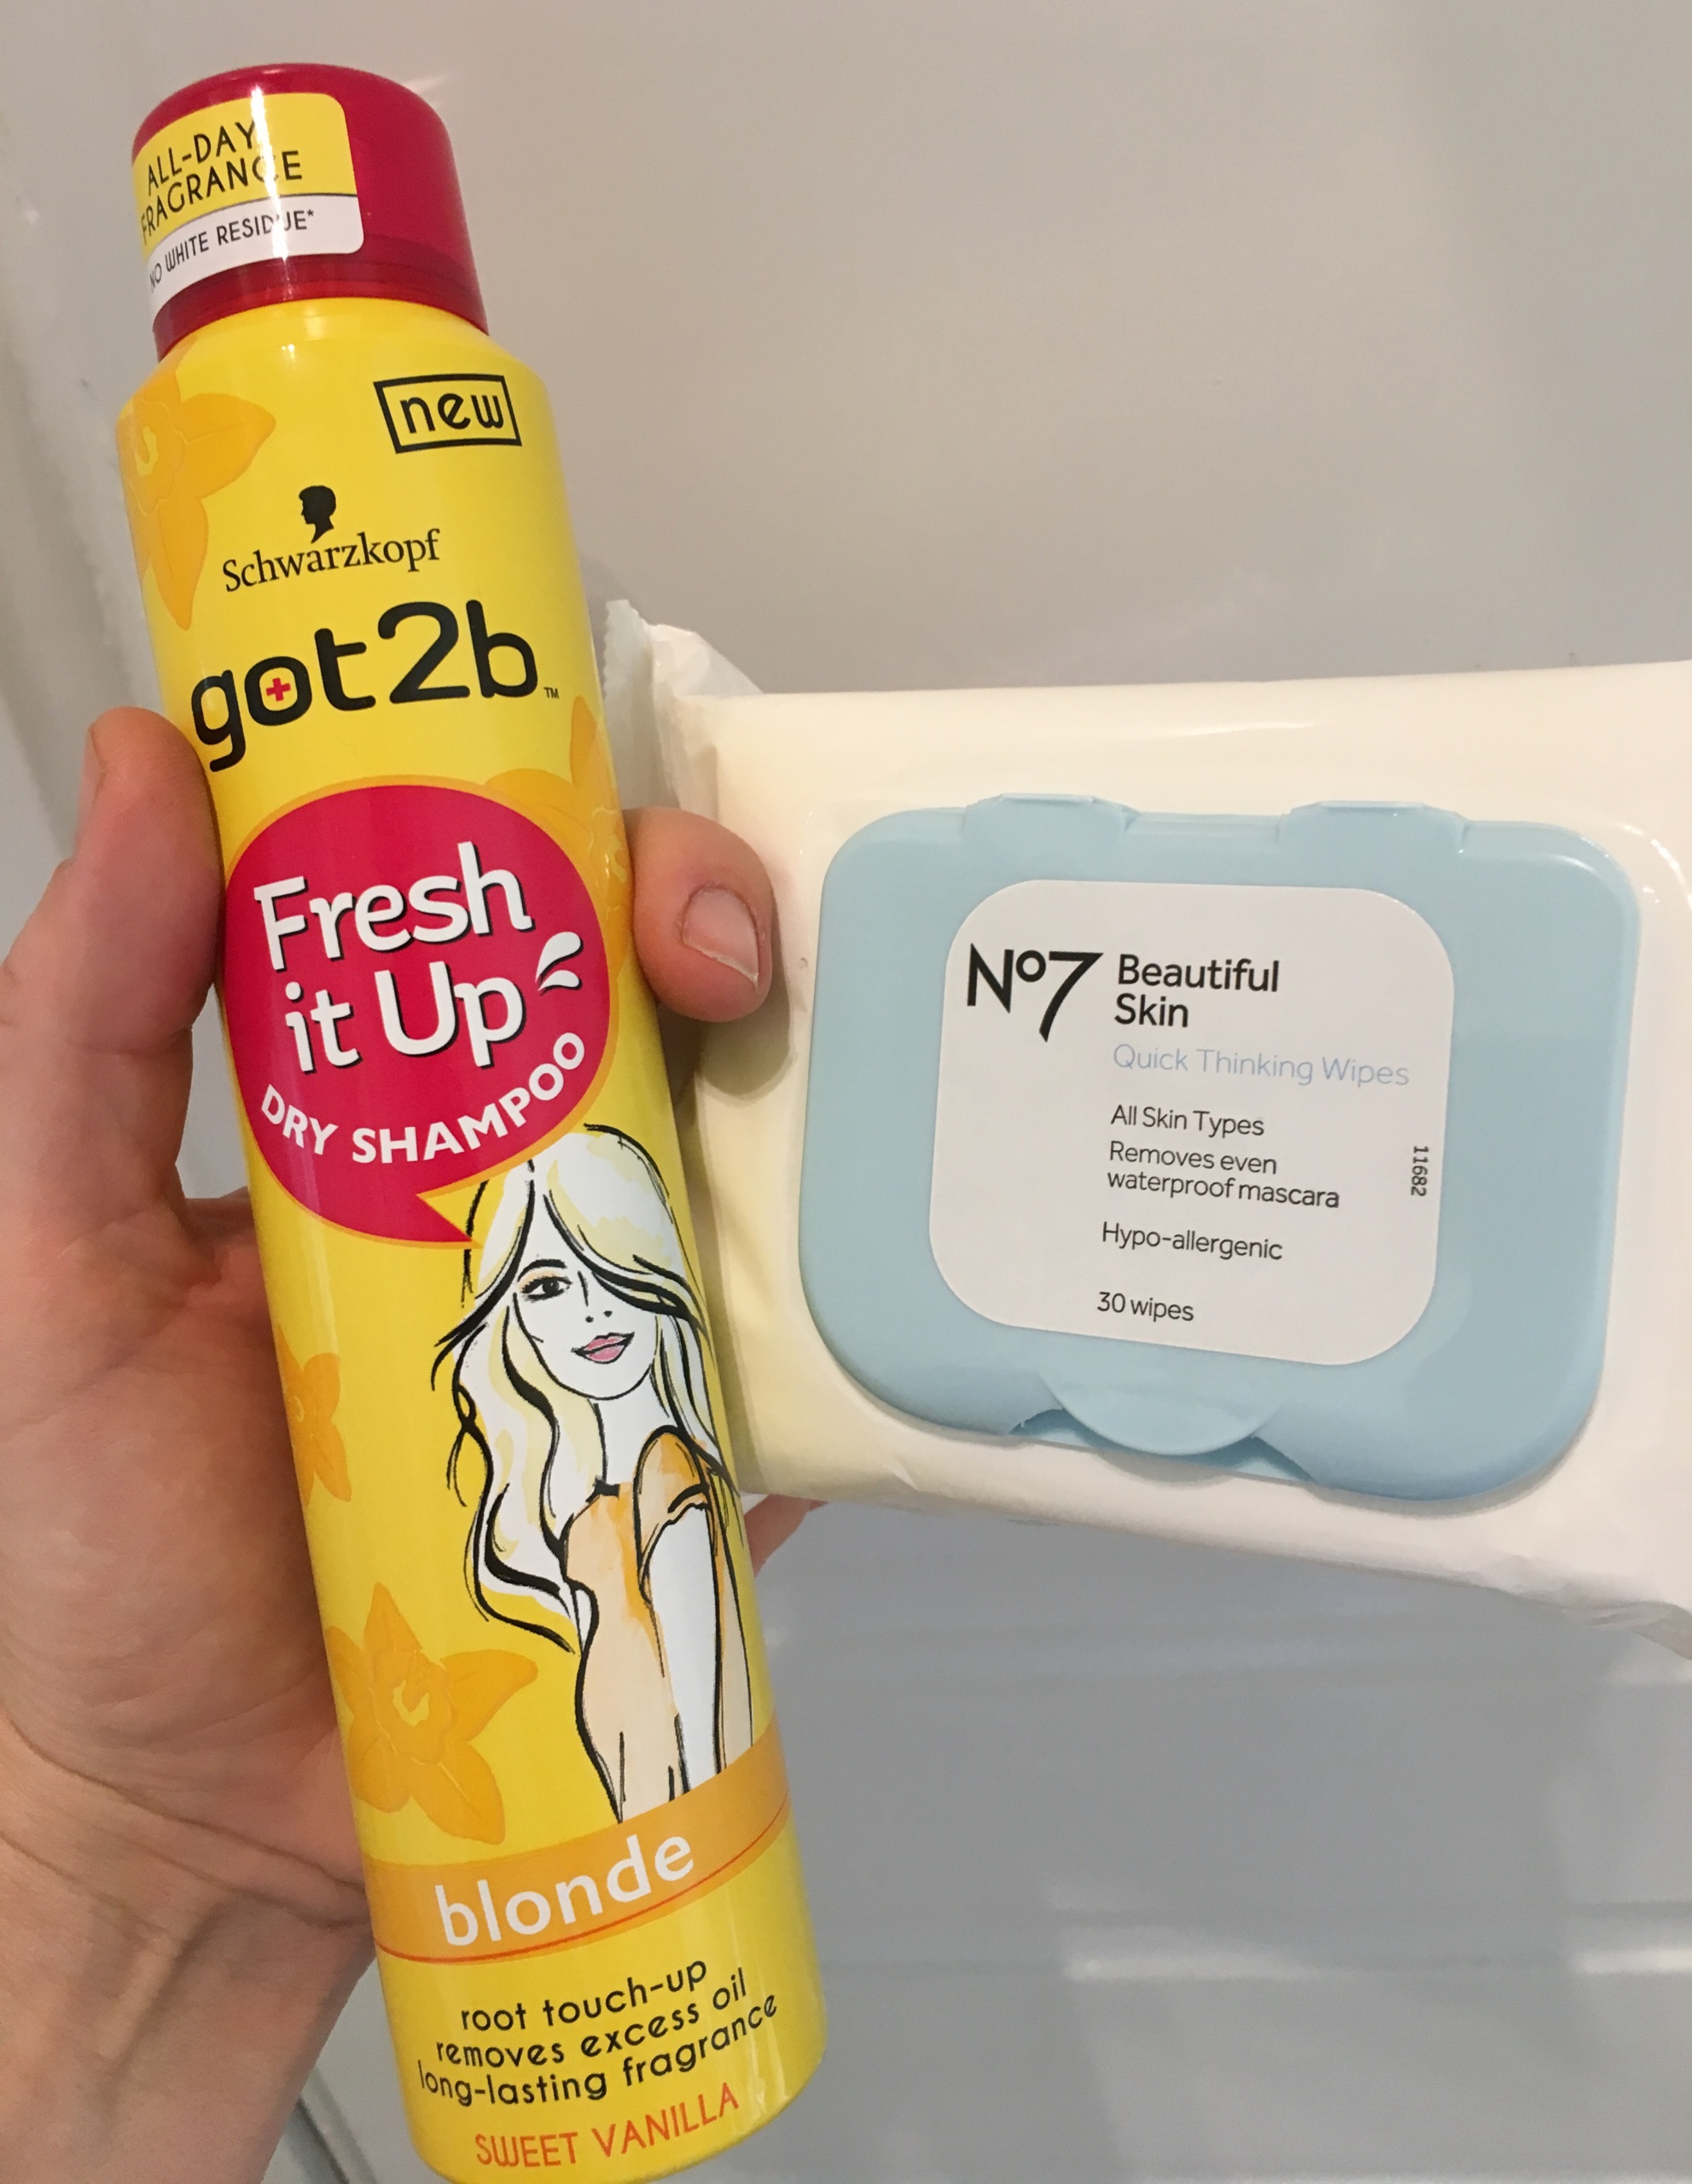 ALL-DAY
FRAGRANCE
NO WHITE RESIDUE*
new
Schwarzkopf
got2b™
Fresh
it Up
DRY SHAMPOO
blonde
root touch-up
removes excess oil
long-lasting fragrance
SWEET VANILLA
No7 Beautiful
Skin
Quick Thinking Wipes
All Skin Types
Removes even
waterproof mascara
Hypo-allergenic
30 wipes
11682